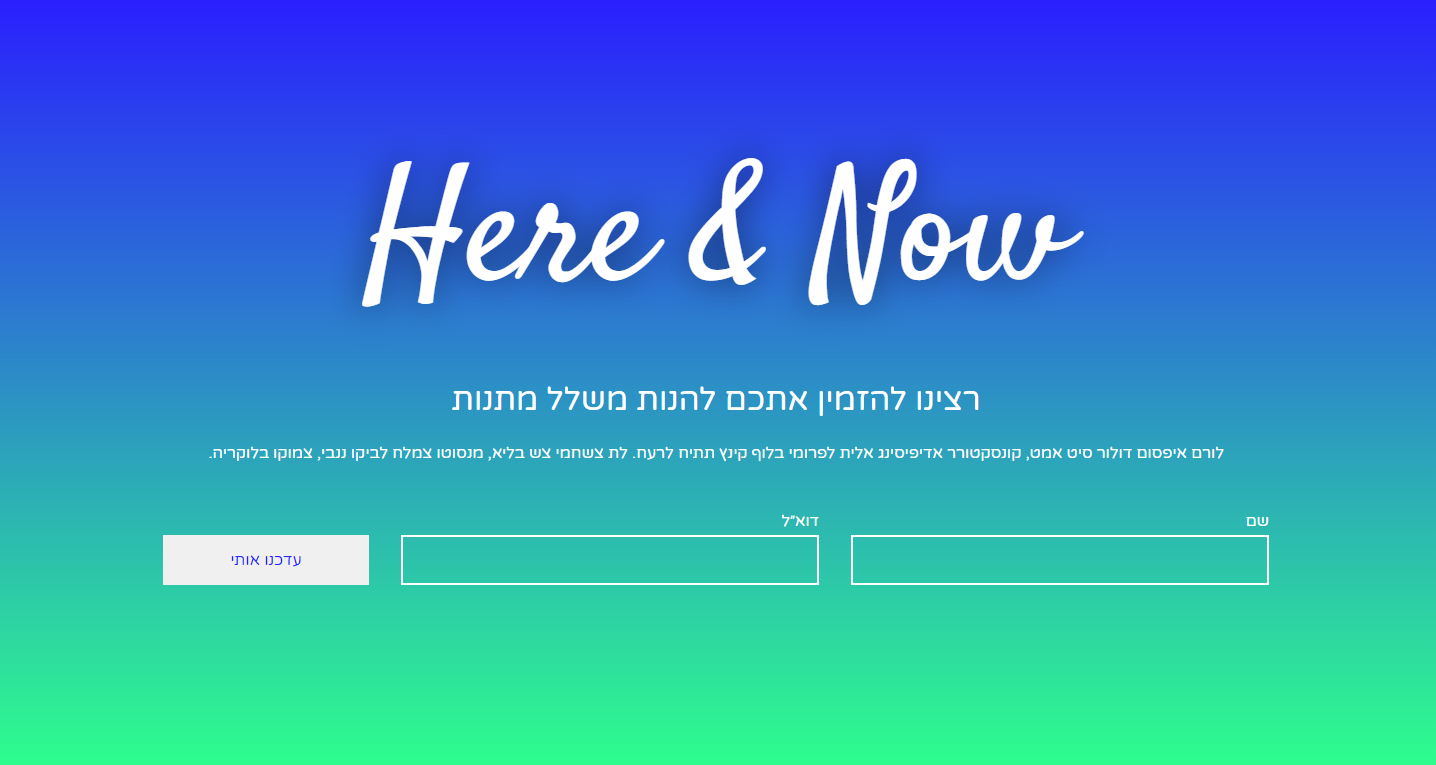 Here & Now
רצינו להזמין אתכם להנות משלל מתנות
לורם איפסום דולור סיט אמט, קונסקטורר אדיפיסינג אלית לפרומי בלוף קינץ תתיח לרעח. לת צשחמי צש בליא, מנסוטו צמלח לביקו ננבי, צמוקו בלוקריה.
שם
דוא״ל
עדכנו אותי